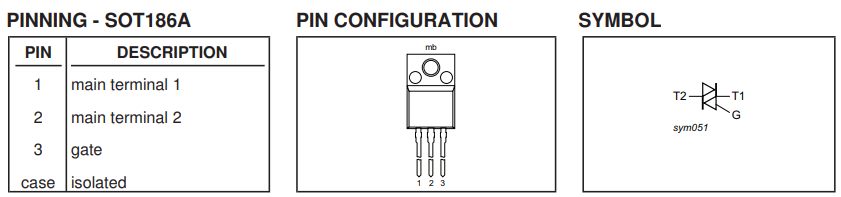 PINNING - SOT186A
PIN DESCRIPTION
1 main terminal 1
2 main terminal 2
3 gate
case isolated
PIN CONFIGURATION
mb
1 2 3
SYMBOL
T2 T1
G
sym051